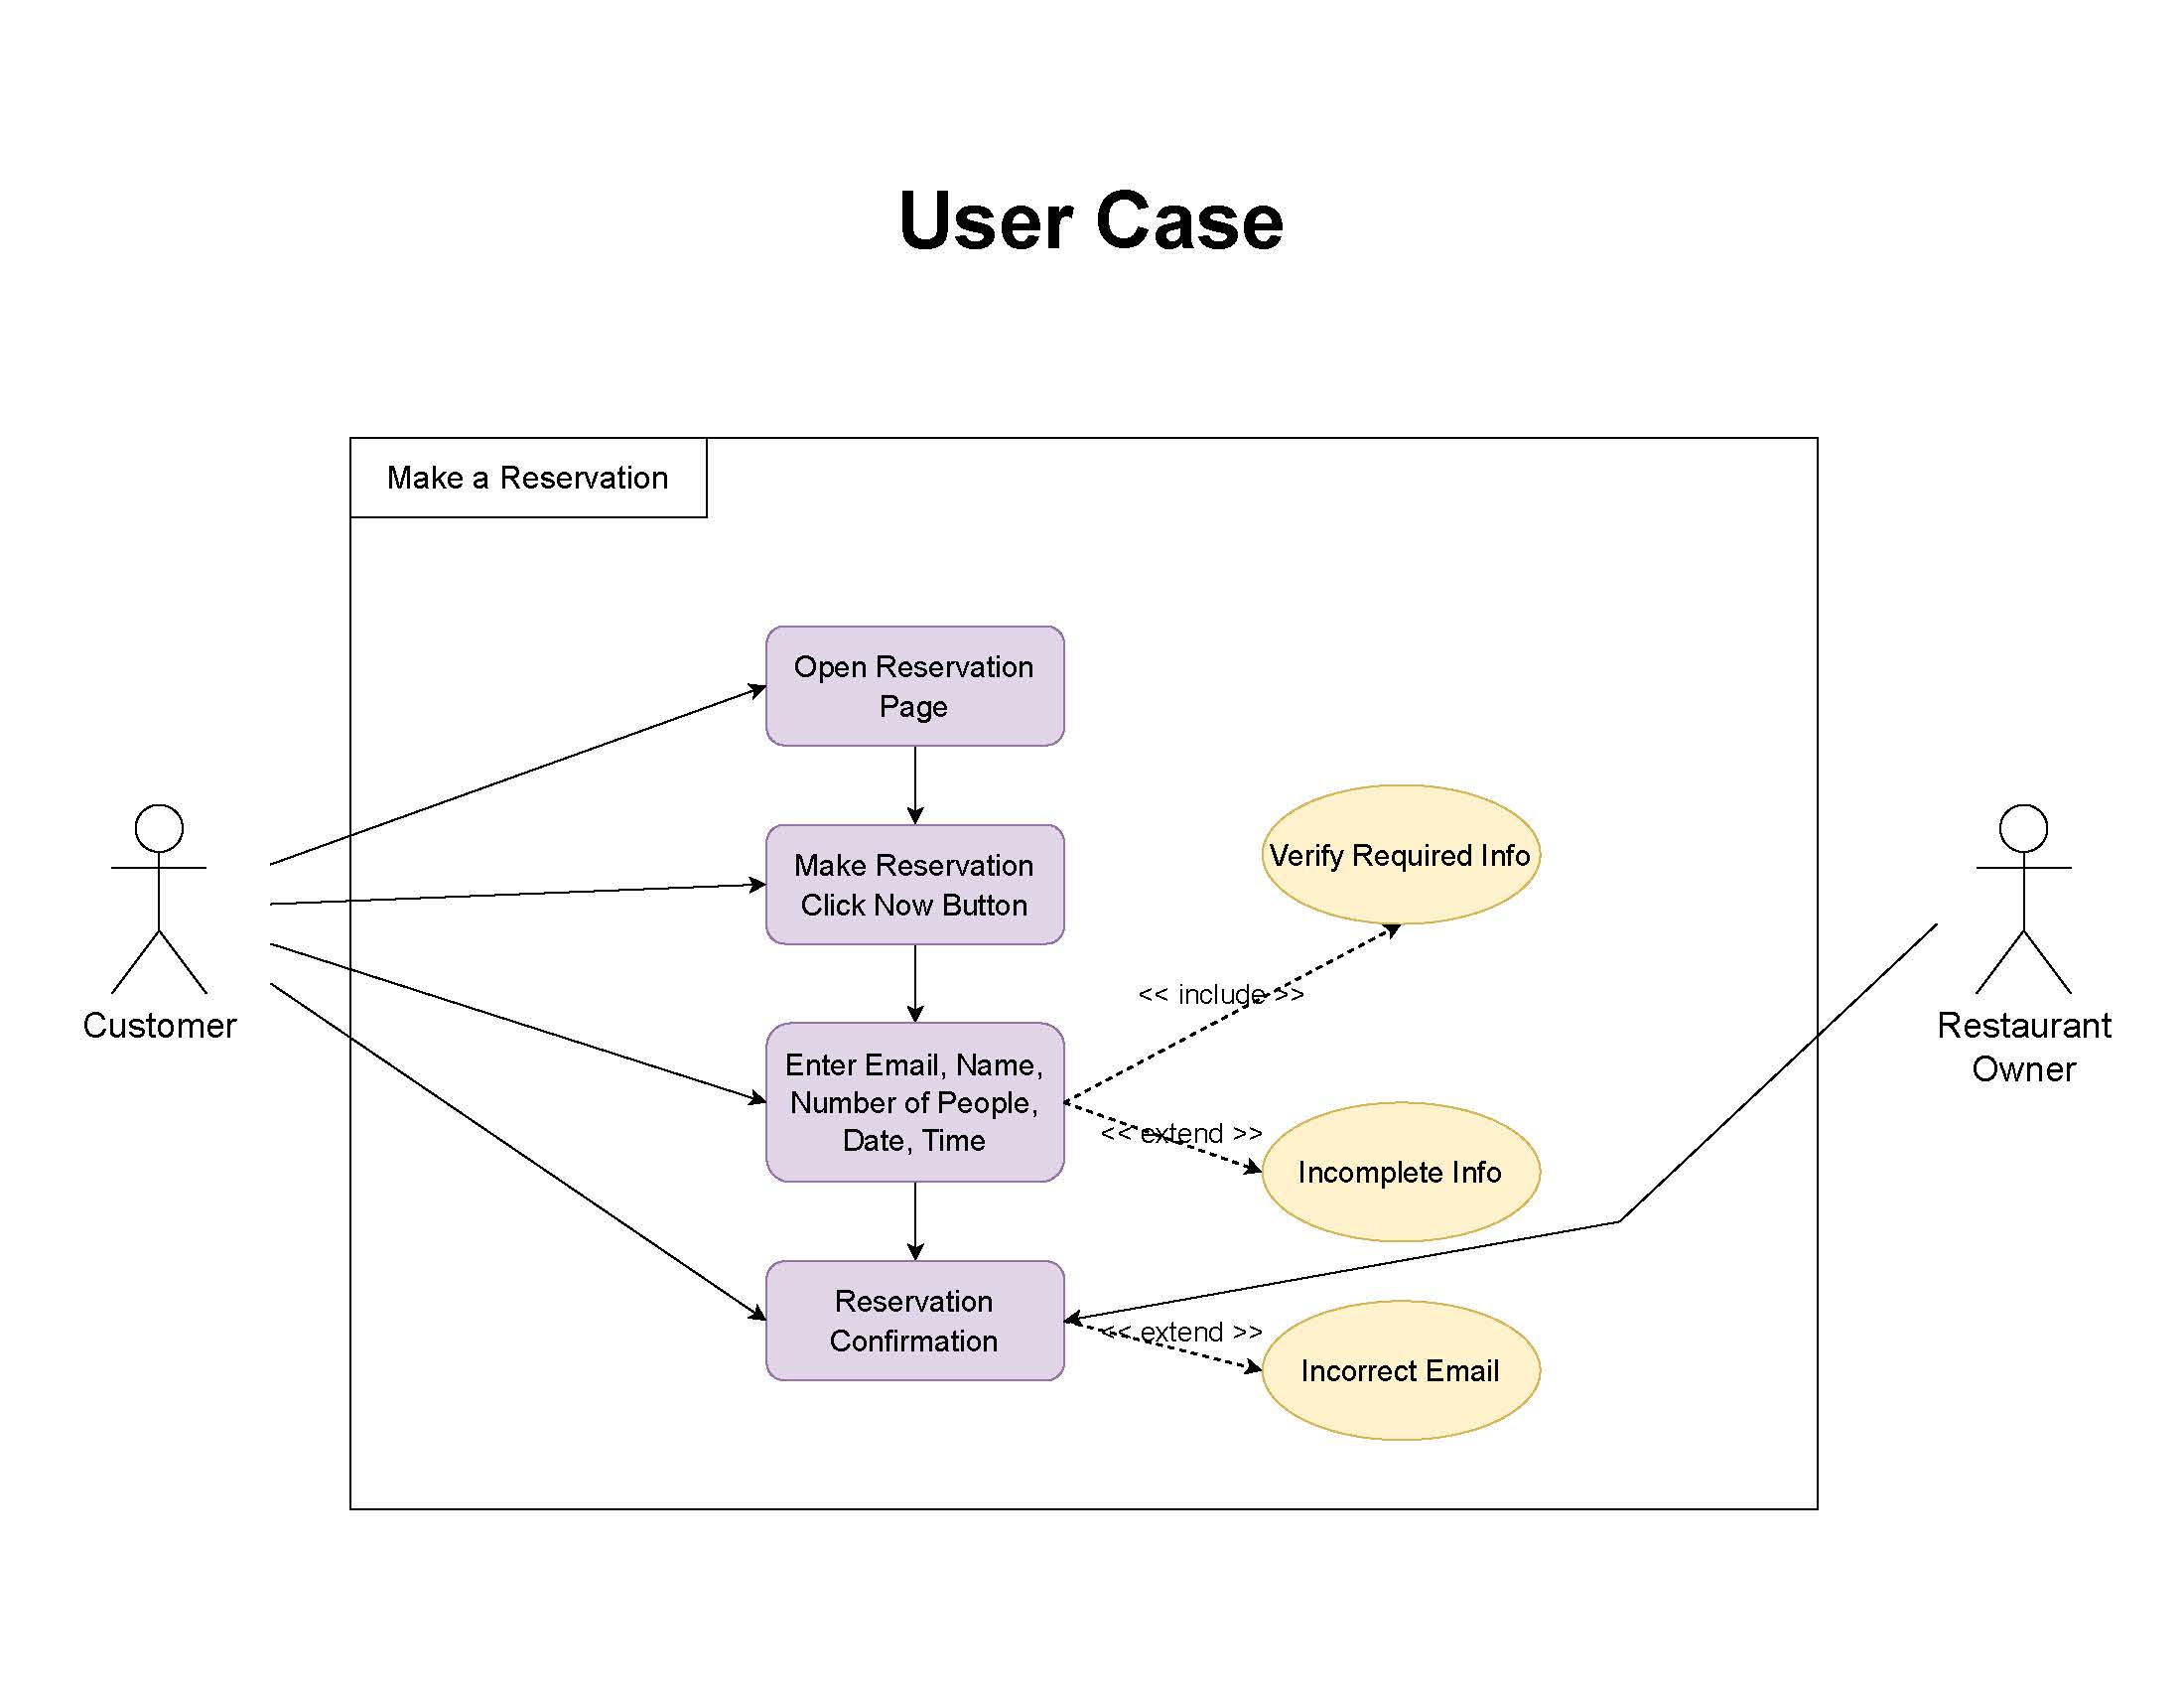 User Case
Make a Reservation
Open Reservation
Page
Make Reservation
Click Now Button
Verify Required Info
<< include >>
Customer
Restaurant
Owner
Enter Email, Name,
Number of People,
Date, Time
<< extend >>
Incomplete Info
Reservation
Confirmation
<< extend >>
Incorrect Email